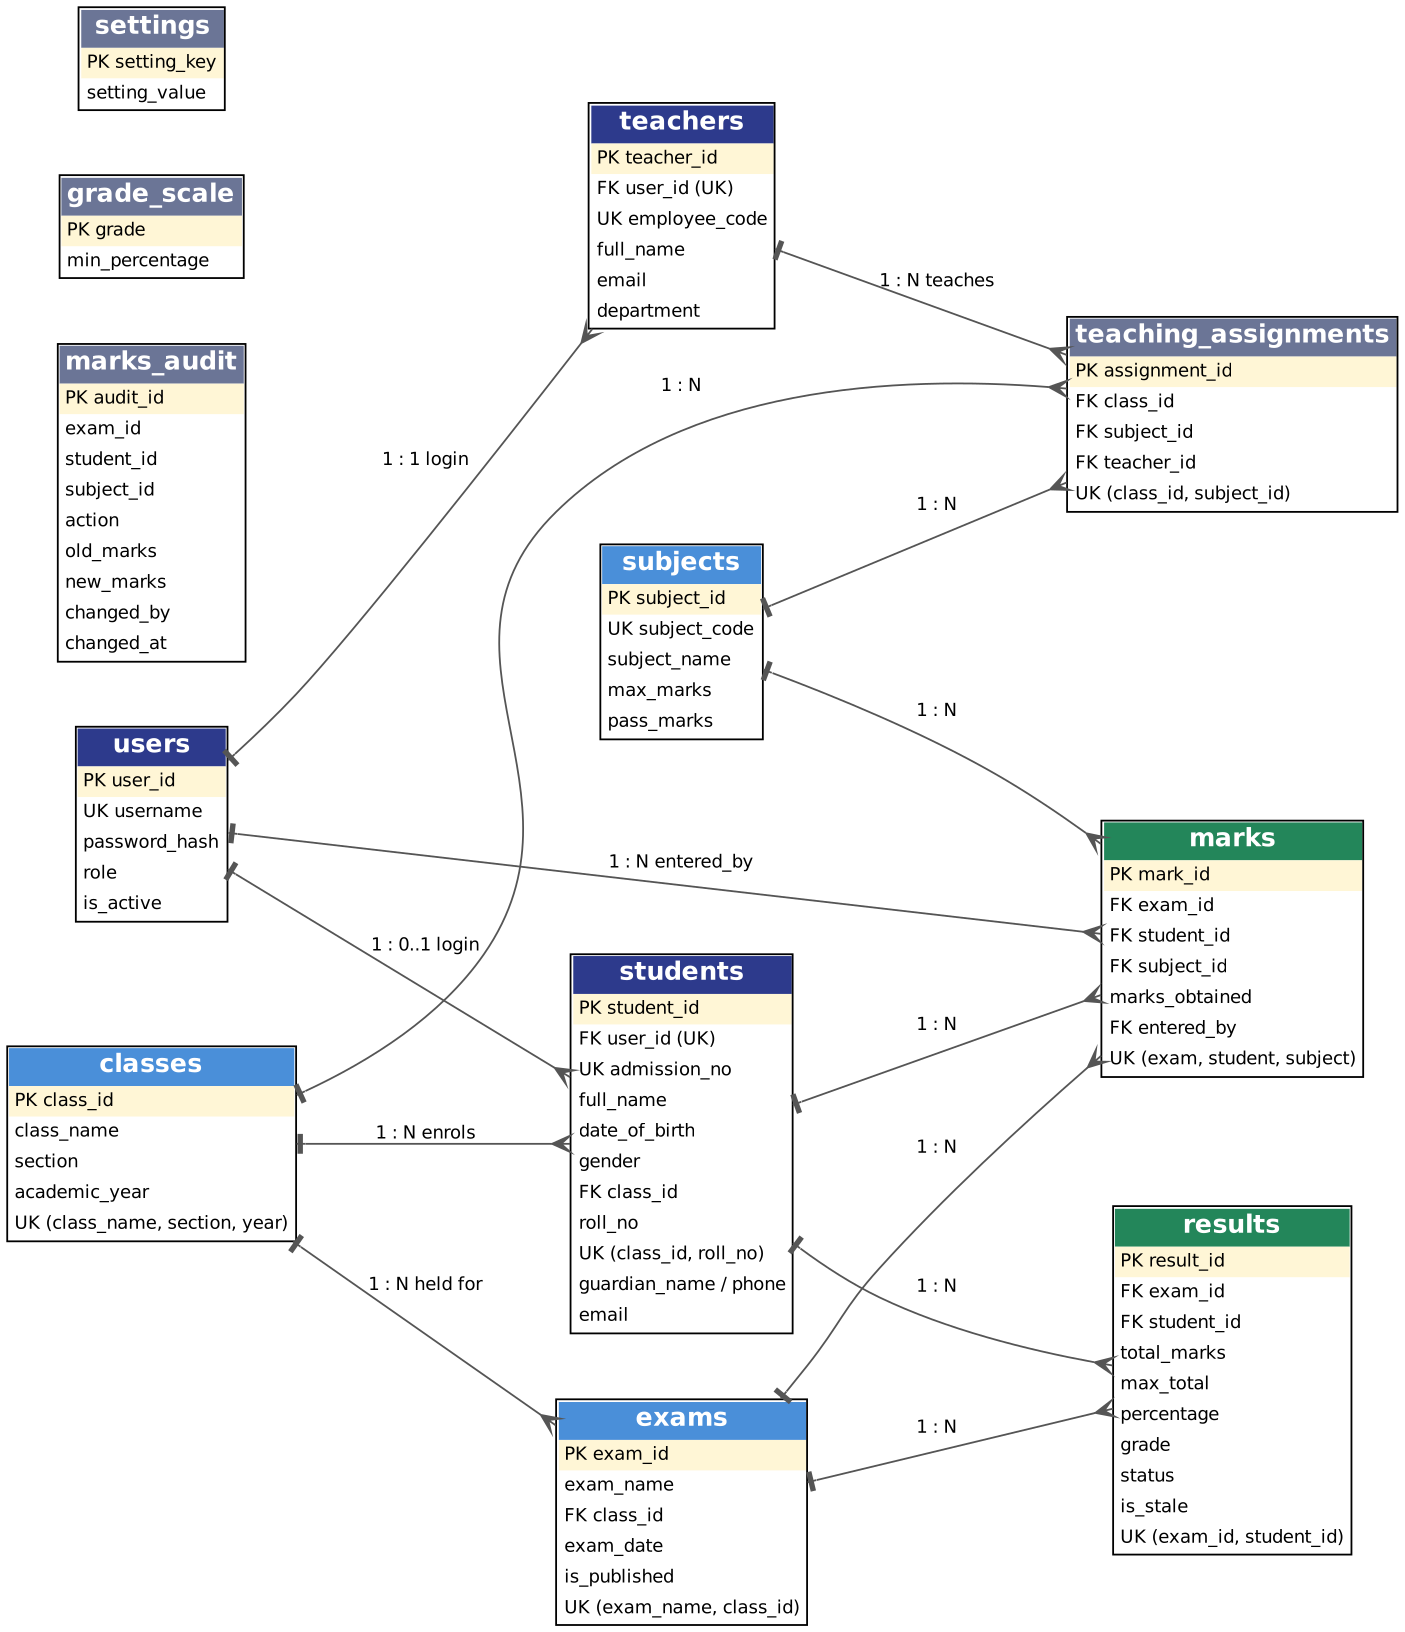 settings
PK setting_key
setting_value
grade_scale
PK grade
min_percentage
marks_audit
PK audit_id
exam_id
student_id
subject_id
action
old_marks
new_marks
changed_by
changed_at
users
PK user_id
UK username
password_hash
role
is_active
classes
PK class_id
class_name
section
academic_year
UK (class_name, section, year)
1 : 1 login
1 : N
1 : N entered_by
1 : 0..1 login
1 : N enrols
1 : N held for
teachers
PK teacher_id
FK user_id (UK)
UK employee_code
full_name
email
department
subjects
PK subject_id
UK subject_code
subject_name
max_marks
pass_marks
students
PK student_id
FK user_id (UK)
UK admission_no
full_name
date_of_birth
gender
FK class_id
roll_no
UK (class_id, roll_no)
guardian_name / phone
email
exams
PK exam_id
exam_name
FK class_id
exam_date
is_published
UK (exam_name, class_id)
1 : N teaches
1 : N
1 : N
1 : N
1 : N
1 : N
1 : N
teaching_assignments
PK assignment_id
FK class_id
FK subject_id
FK teacher_id
UK (class_id, subject_id)
marks
PK mark_id
FK exam_id
FK student_id
FK subject_id
marks_obtained
FK entered_by
UK (exam, student, subject)
results
PK result_id
FK exam_id
FK student_id
total_marks
max_total
percentage
grade
status
is_stale
UK (exam_id, student_id)